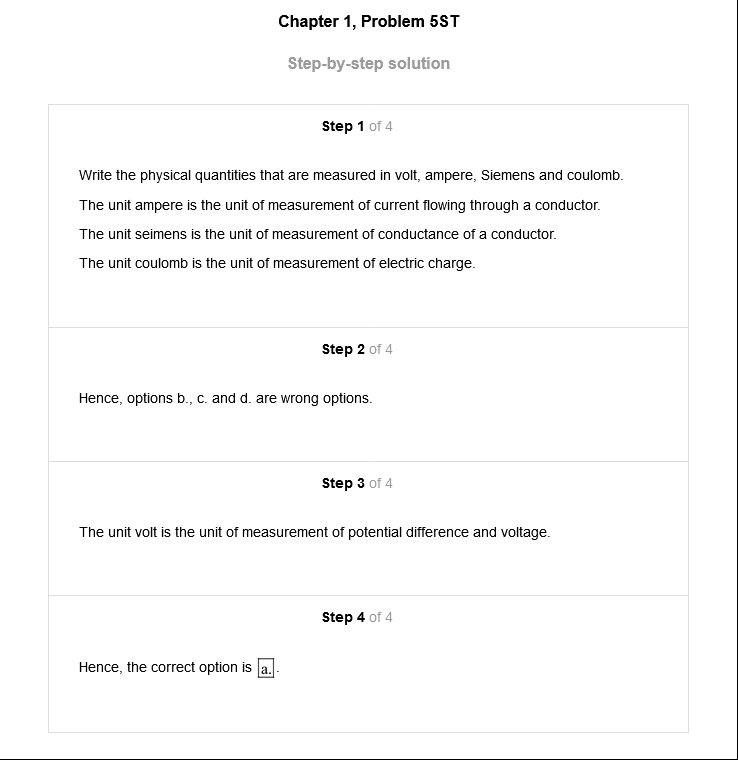 Chapter 1, Problem 5ST
Step-by-step solution
Step 1 of 4
Write the physical quantities that are measured in volt, ampere, Siemens and coulomb.
The unit ampere is the unit of measurement of current flowing through a conductor.
The unit seimens is the unit of measurement of conductance of a conductor.
The unit coulomb is the unit of measurement of electric charge.
Step 2 of 4
Hence, options b., c. and d. are wrong options.
Step 3 of 4
The unit volt is the unit of measurement of potential difference and voltage.
Step 4 of 4
Hence, the correct option is a..